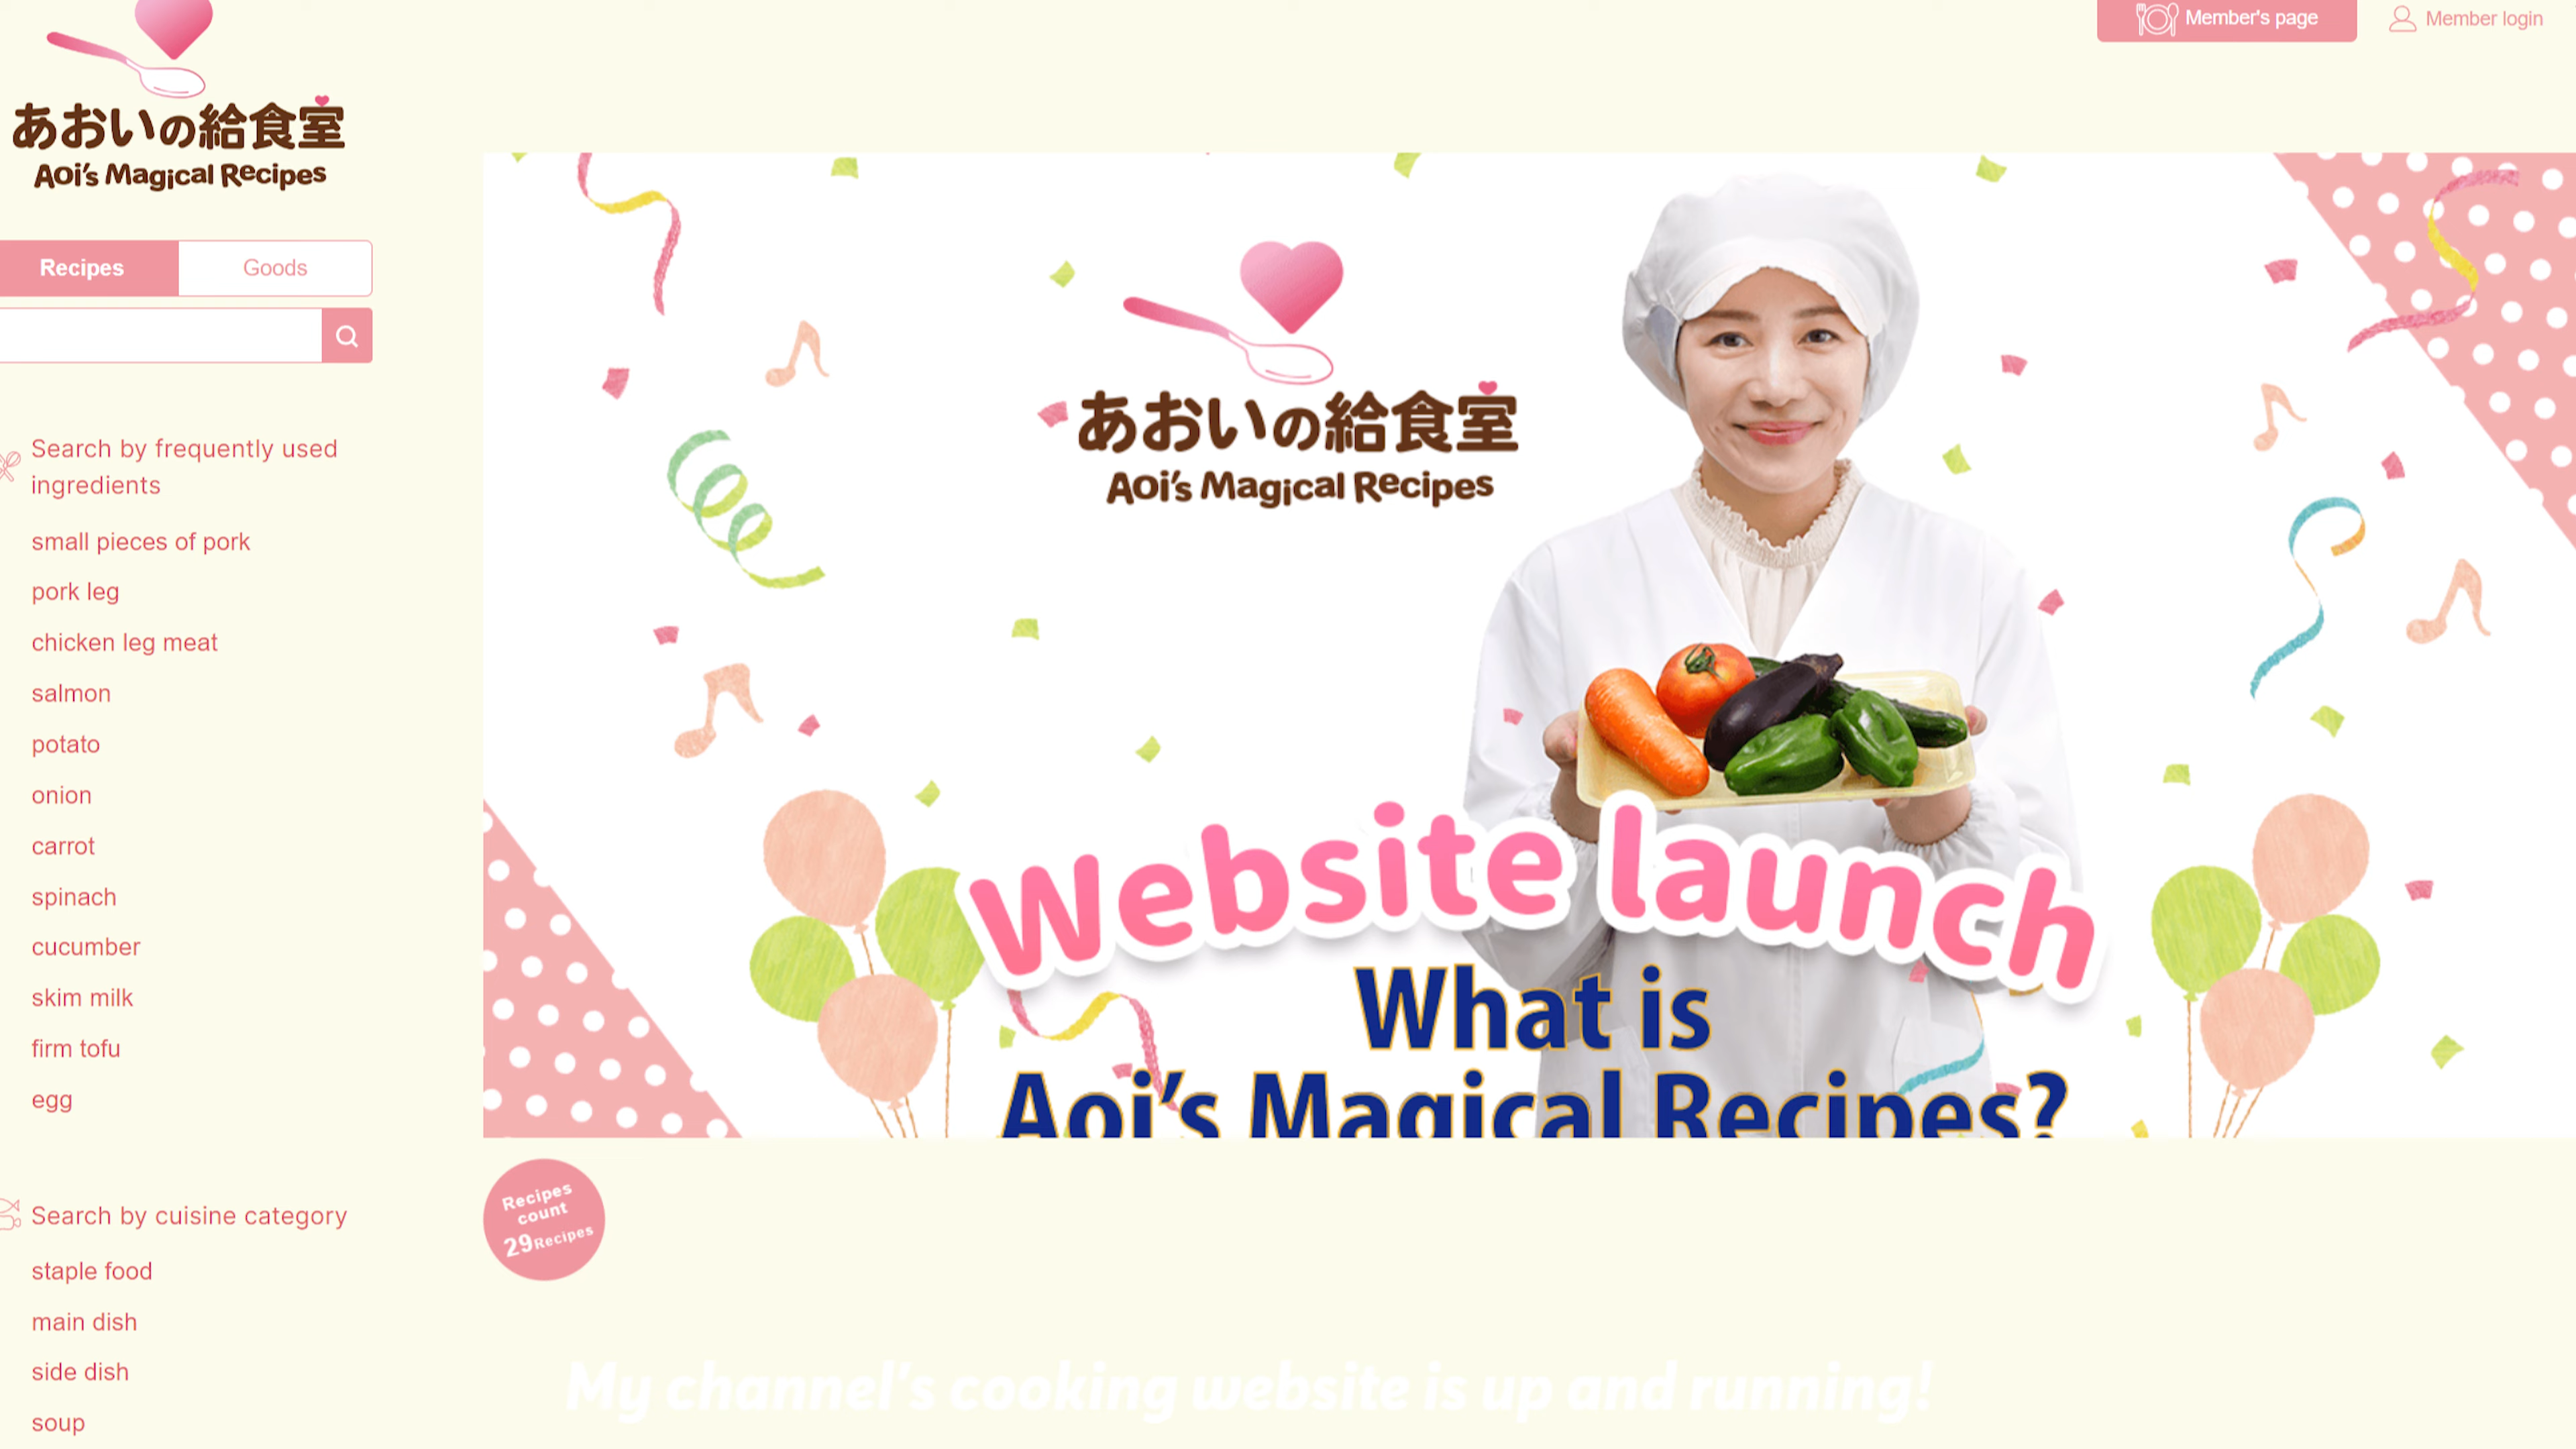 Member's page
Member login
あおいの給食室
Aoi's Magical Recipes
Recipes
Goods
Search by frequently used
ingredients
small pieces of pork
pork leg
chicken leg meat
salmon
potato
onion
carrot
spinach
cucumber
skim milk
firm tofu
egg
Search by cuisine category
staple food
main dish
side dish
soup
あおいの給食室
Aoi's Magical Recipes
Website launch
What is
Aoi's Magical Recipes?
Recipes
count
29Recipes
My channel's cooking website is up and running!